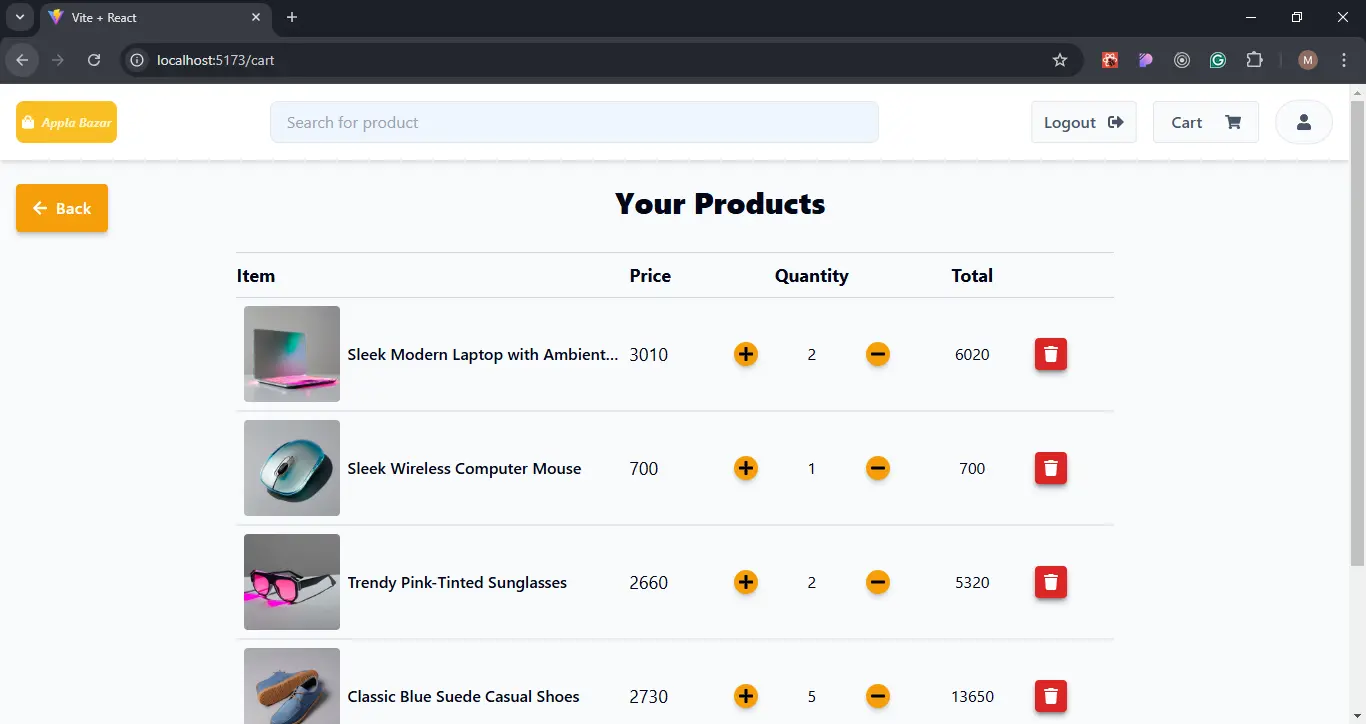 Vite + React
localhost:5173/cart
M
Appla Bazar
Search for product
Logout
Cart
Back
Your Products
Item Price Quantity Total
Sleek Modern Laptop with Ambient... 3010 2 6020
Sleek Wireless Computer Mouse 700 1 700
Trendy Pink-Tinted Sunglasses 2660 2 5320
Classic Blue Suede Casual Shoes 2730 5 13650